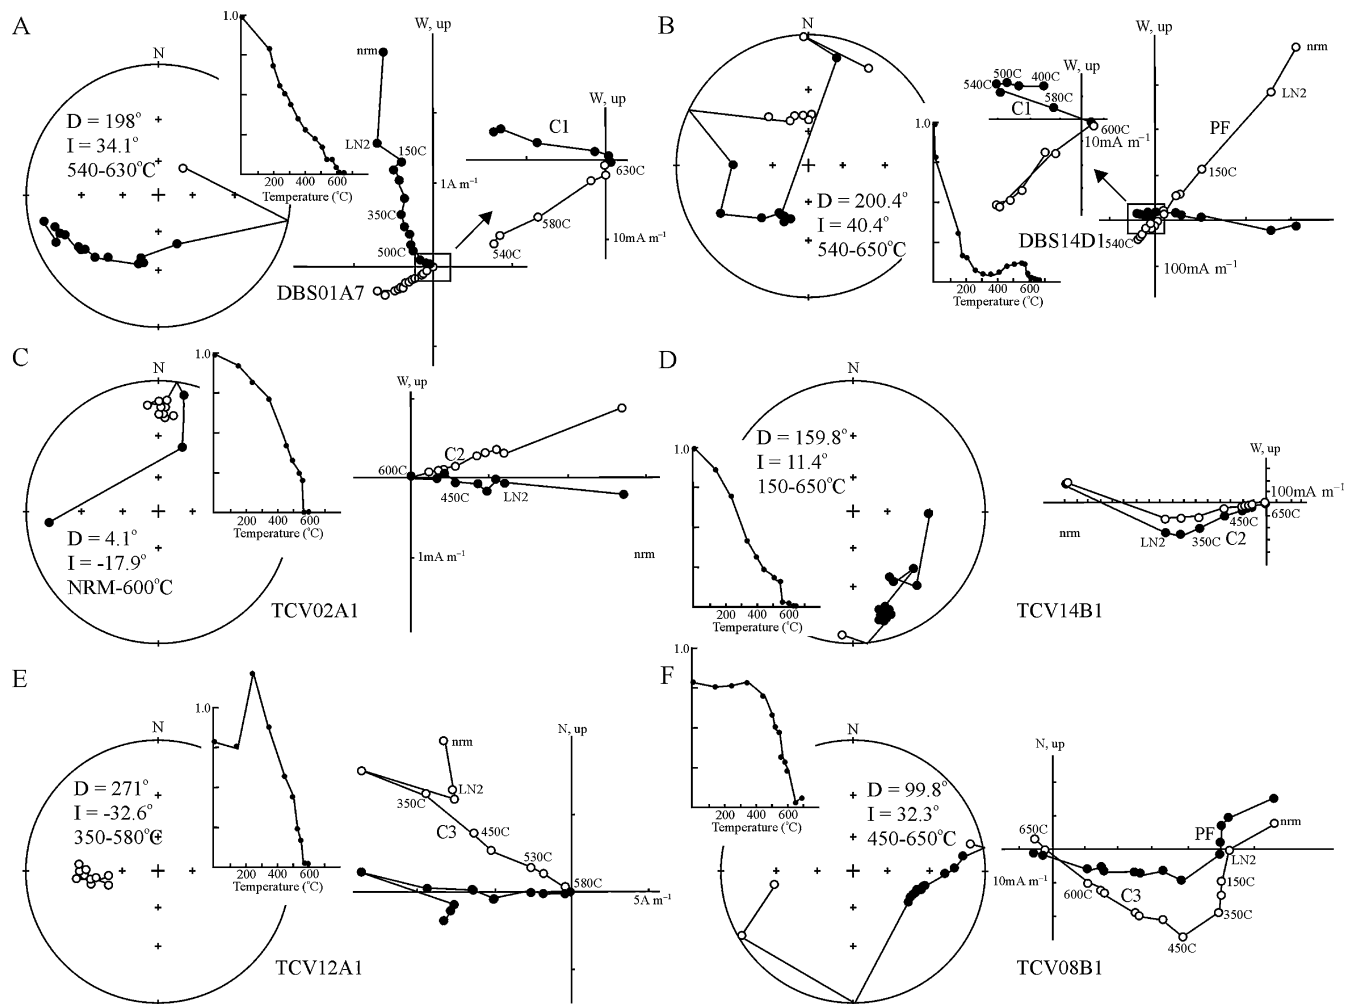 A
N
D = 198°
I = 34.1°
540-630°C
1.0
200 400 600
Temperature (°C)
W, up
nrm
LN2
150C
350C
500C
1A m⁻¹
DBS01A7
W, up
C1
630C
580C
540C
10mA m⁻¹
B
N
D = 200.4°
I = 40.4°
540-650°C
1.0
200 400 600
Temperature (°C)
W, up
500C
540C
400C
C1
580C
600C
10mA m⁻¹
DBS14D1
W, up
nrm
LN2
PF
150C
540C
100mA m⁻¹
C
N
D = 4.1°
I = -17.9°
NRM-600°C
1.0
200 400 600
Temperature (°C)
TCV02A1
W, up
600C
C2
450C
LN2
1mA m⁻¹
nrm
D
N
D = 159.8°
I = 11.4°
150-650°C
1.0
200 400 600
Temperature (°C)
TCV14B1
W, up
100mA m⁻¹
nrm
LN2
350C
450C
C2
650C
E
N
D = 271°
I = -32.6°
350-580°C
1.0
200 400 600
Temperature (°C)
TCV12A1
N, up
nrm
LN2
350C
C3
450C
530C
580C
5A m⁻¹
F
N
D = 99.8°
I = 32.3°
450-650°C
1.0
200 400 600
Temperature (°C)
TCV08B1
N, up
650C
PF
nrm
LN2
10mA m⁻¹
600C
C3
150C
350C
450C